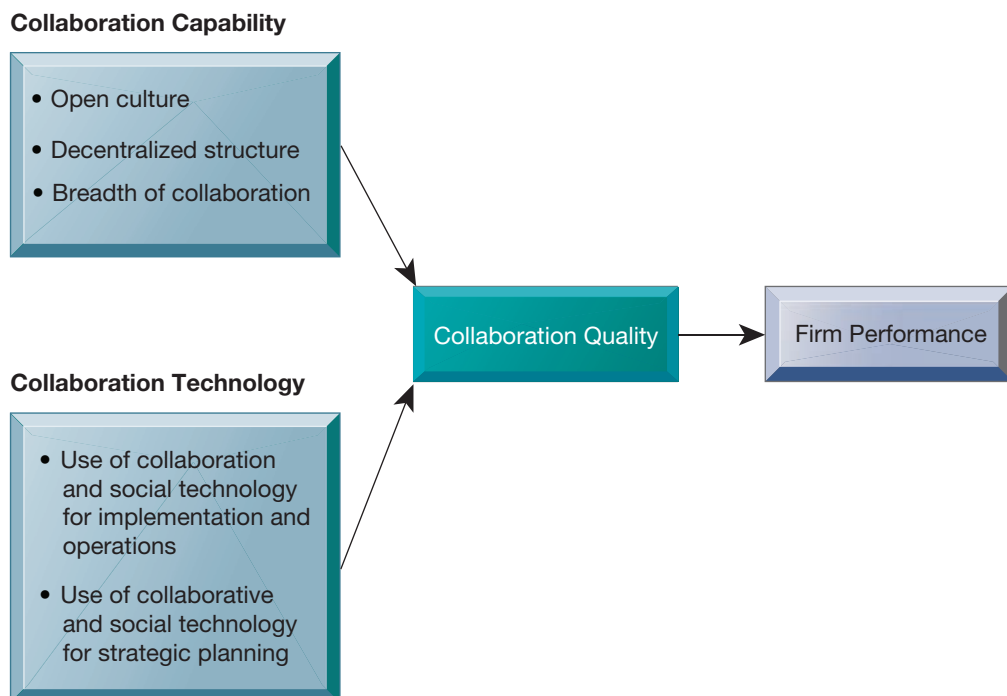 Collaboration Capability
• Open culture
• Decentralized structure
• Breadth of collaboration
Collaboration Quality
Firm Performance
Collaboration Technology
• Use of collaboration
and social technology
for implementation and
operations
• Use of collaborative
and social technology
for strategic planning